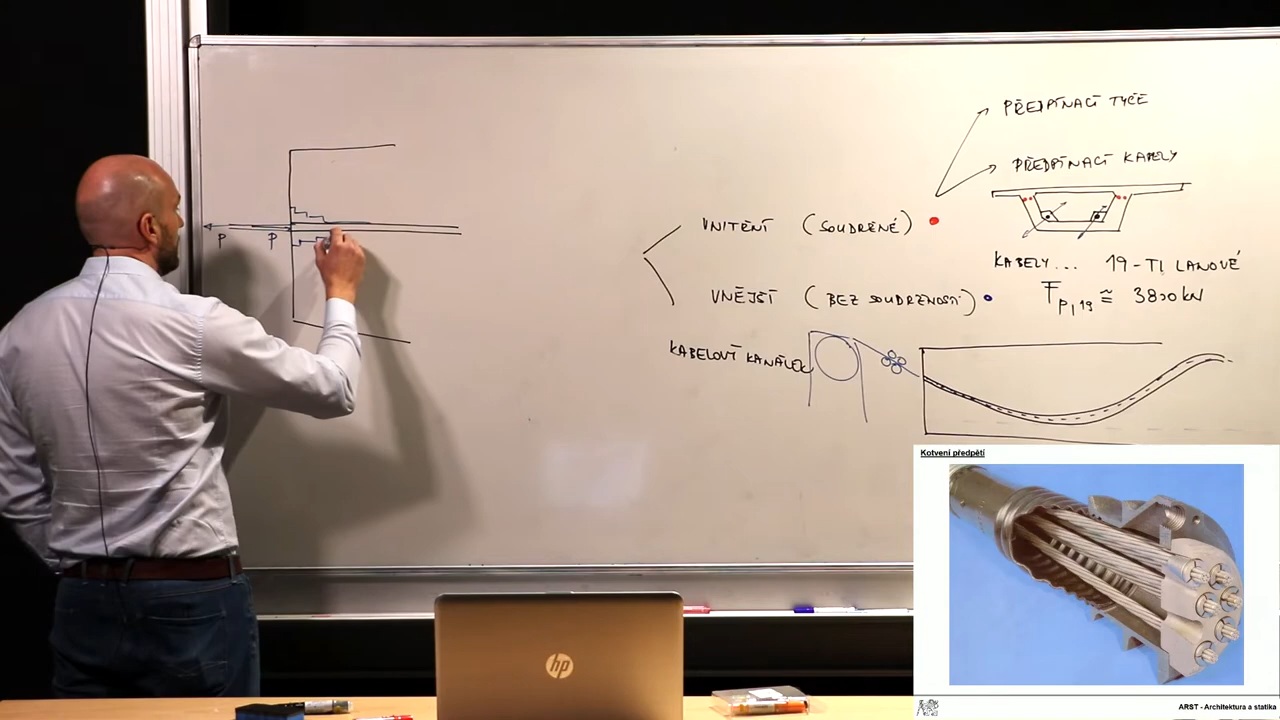 PŘEDPÍNACÍ TYČE
PŘEDPÍNACÍ KABELY
VNITŘNÍ (SOUDRŽNÉ)
KABELY... 19-TI LANOVÉ
VNĚJŠÍ (BEZ SOUDRŽNOSTI)
F P,19 ≅ 3800 kN
P P
KABELOVÝ KANÁLEK
Kotvení předpětí
hp
ARST - Architektura a statika